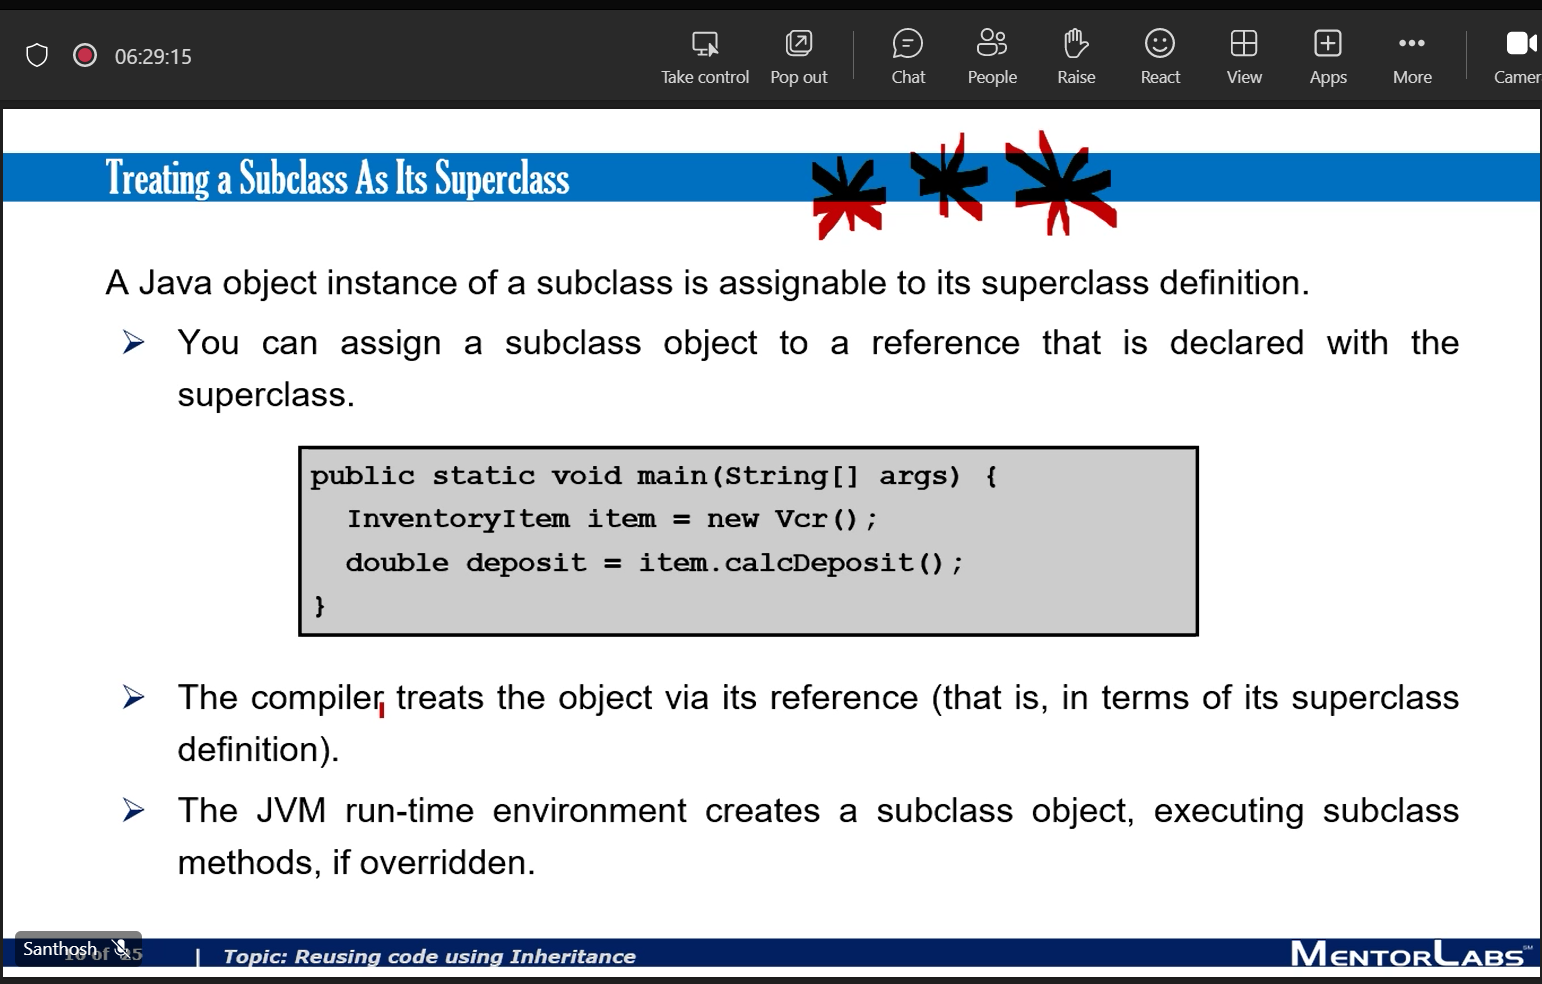 06:29:15
Take control Pop out Chat People Raise React View Apps More Camer
Treating a Subclass As Its Superclass
A Java object instance of a subclass is assignable to its superclass definition.
You can assign a subclass object to a reference that is declared with the
superclass.
public static void main(String[] args) {
InventoryItem item = new Vcr();
double deposit = item.calcDeposit();
}
The compiler treats the object via its reference (that is, in terms of its superclass
definition).
The JVM run-time environment creates a subclass object, executing subclass
methods, if overridden.
Santhosh
of
| Topic: Reusing code using Inheritance
MENTORLABS SM